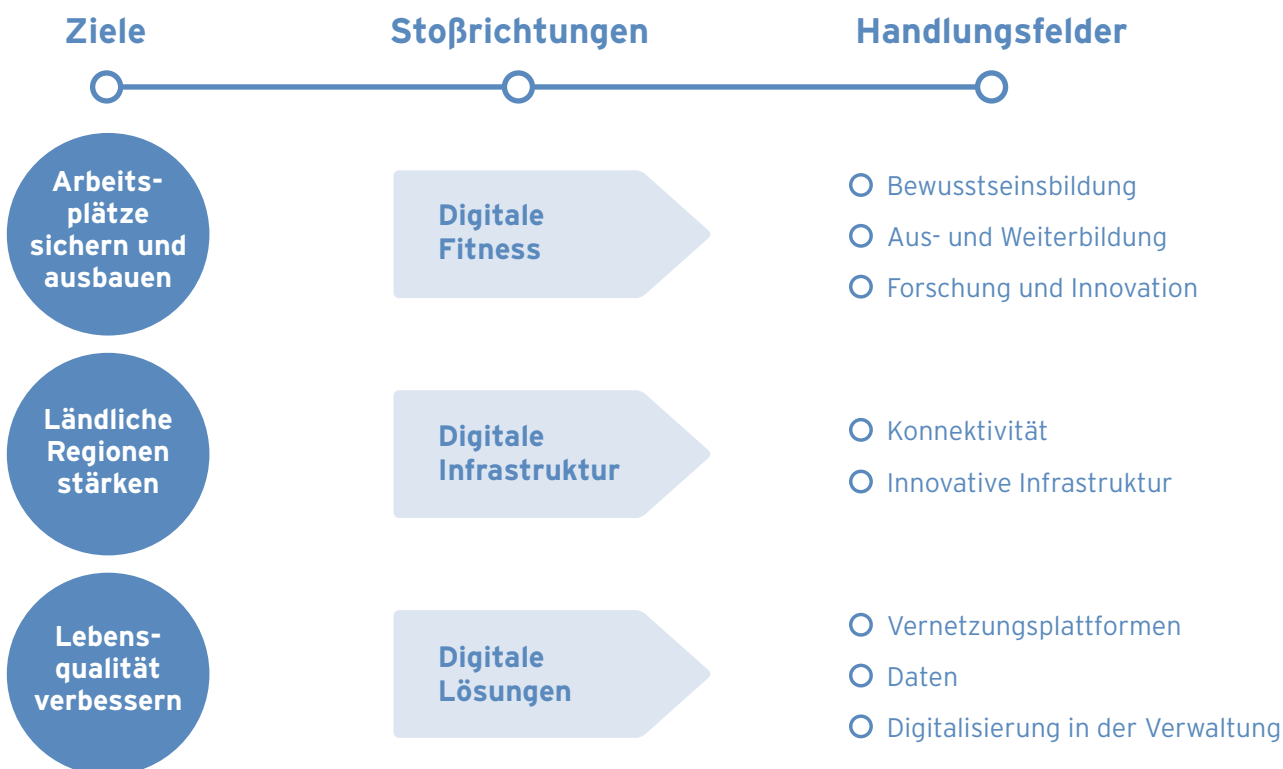 Ziele
Stoßrichtungen
Handlungsfelder
Arbeits-
plätze
sichern und
ausbauen
Digitale
Fitness
Bewusstseinsbildung
Aus- und Weiterbildung
Forschung und Innovation
Ländliche
Regionen
stärken
Digitale
Infrastruktur
Konnektivität
Innovative Infrastruktur
Lebens-
qualität
verbessern
Digitale
Lösungen
Vernetzungsplattformen
Daten
Digitalisierung in der Verwaltung